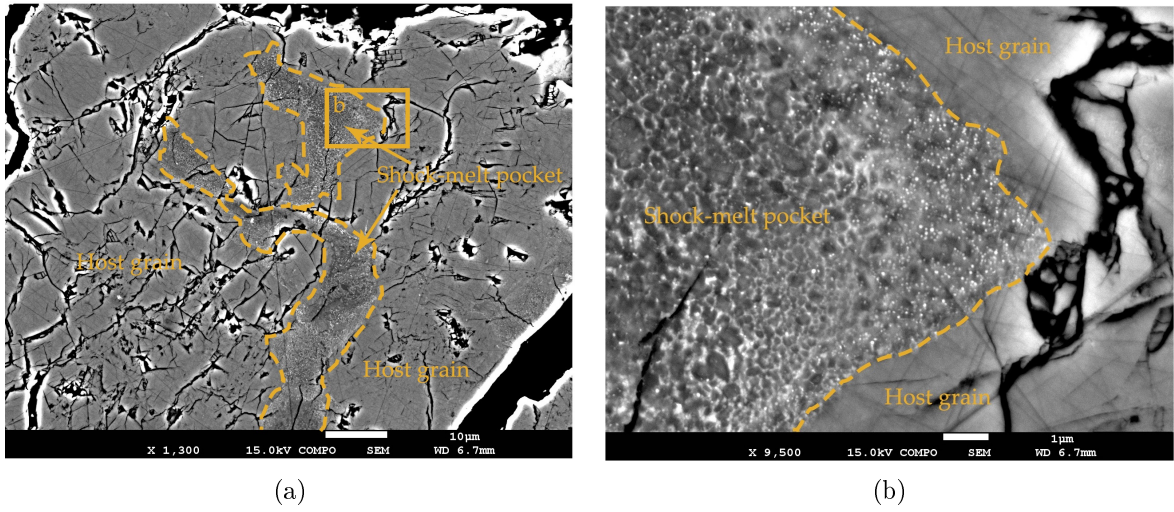 b
Shock-melt pocket
Host grain
Host grain
10μm
X 1,300 15.0kV COMPO SEM WD 6.7mm
(a)
Host grain
Shock-melt pocket
Host grain
1μm
X 9,500 15.0kV COMPO SEM WD 6.7mm
(b)